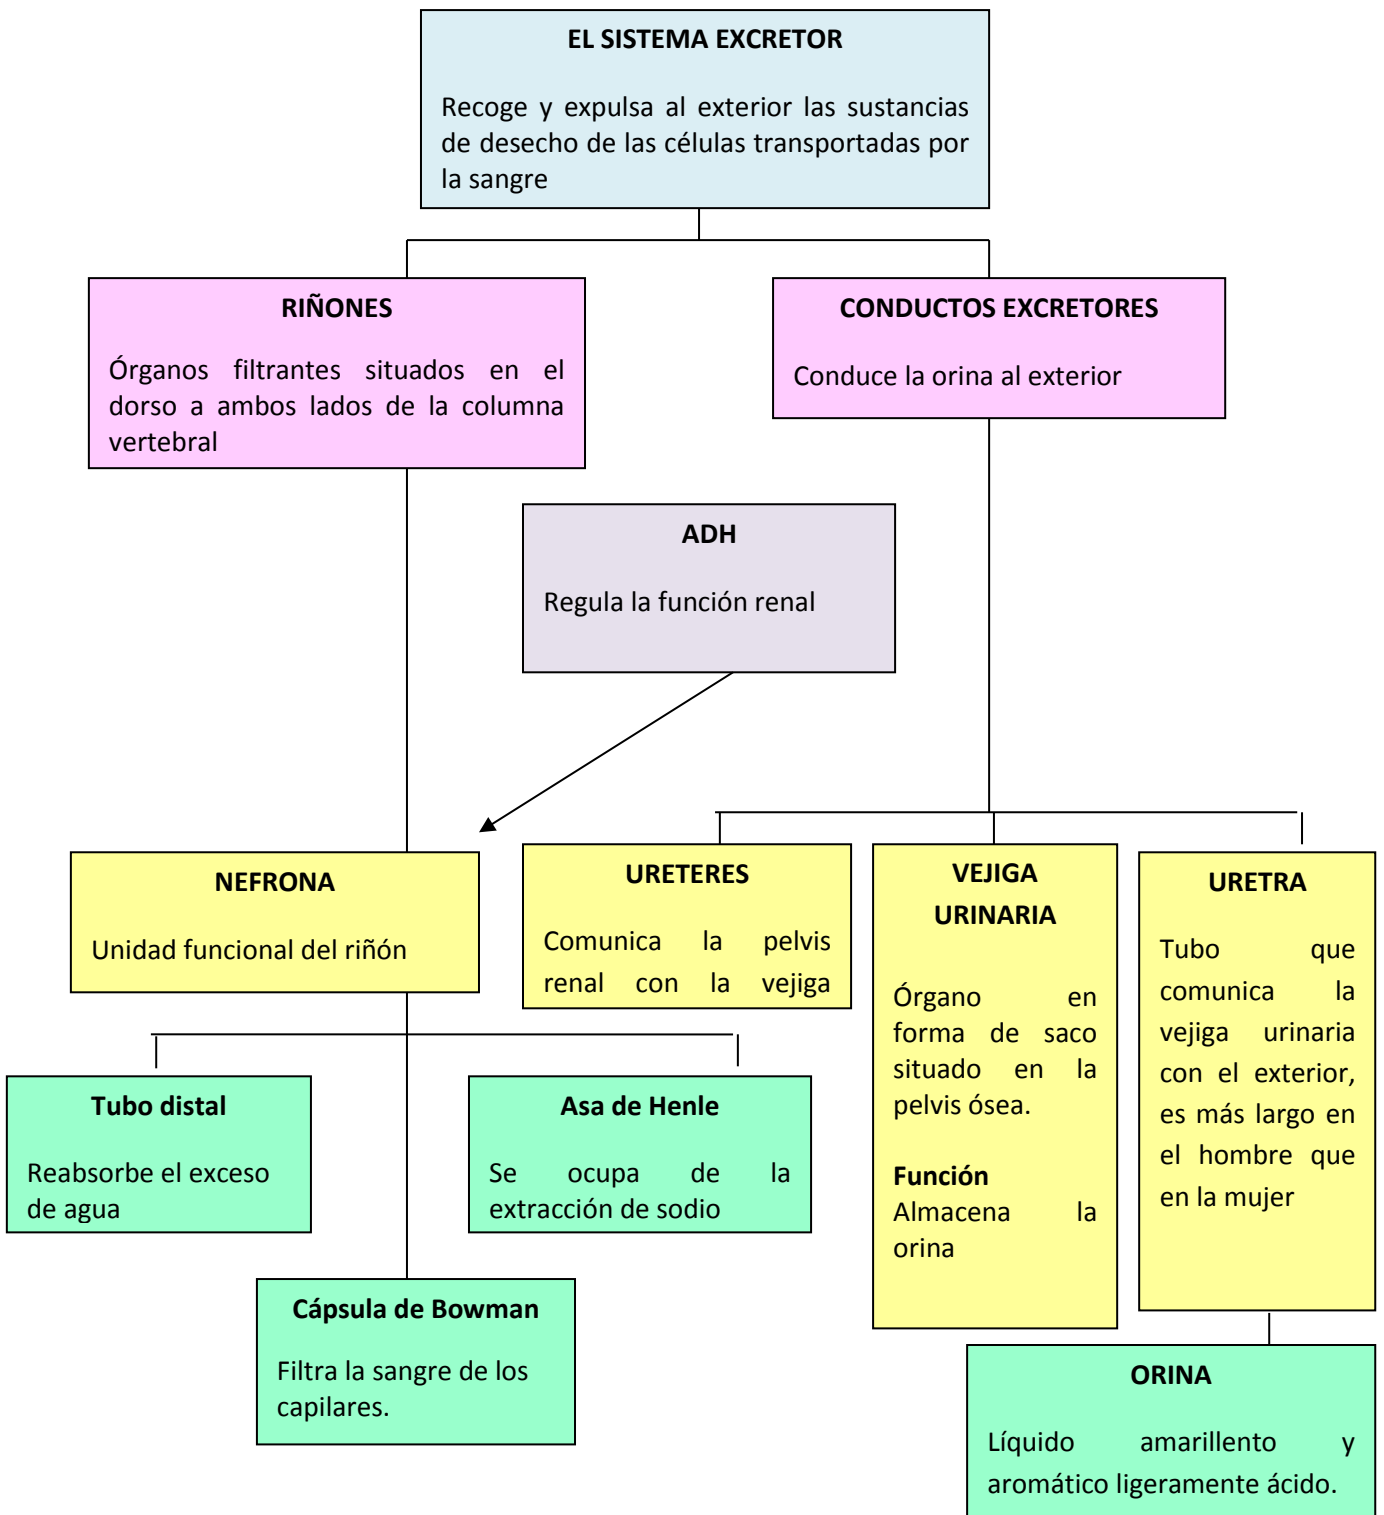 EL SISTEMA EXCRETOR
Recoge y expulsa al exterior las sustancias
de desecho de las células transportadas por
la sangre
RIÑONES
Órganos filtrantes situados en el
dorso a ambos lados de la columna
vertebral
CONDUCTOS EXCRETORES
Conduce la orina al exterior
ADH
Regula la función renal
NEFRONA
Unidad funcional del riñón
URETERES
Comunica la pelvis
renal con la vejiga
VEJIGA
URINARIA
Órgano en
forma de saco
situado en la
pelvis ósea.
Función
Almacena la
orina
URETRA
Tubo que
comunica la
vejiga urinaria
con el exterior,
es más largo en
el hombre que
en la mujer
Tubo distal
Reabsorbe el exceso
de agua
Asa de Henle
Se ocupa de la
extracción de sodio
Cápsula de Bowman
Filtra la sangre de los
capilares.
ORINA
Líquido amarillento y
aromático ligeramente ácido.